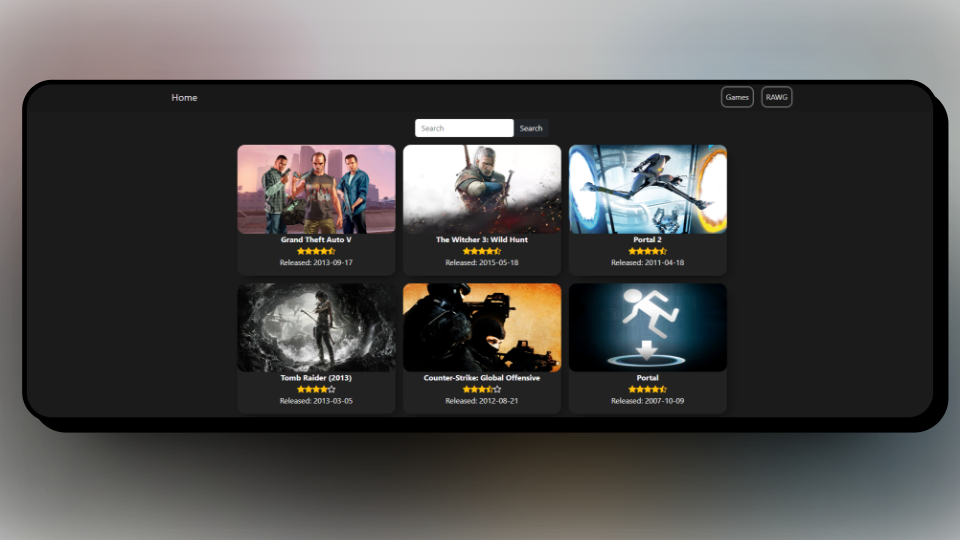 Home
Games
RAWG
Search
Search
Grand Theft Auto V
Released: 2013-09-17
The Witcher 3: Wild Hunt
Released: 2015-05-18
Portal 2
Released: 2011-04-18
Tomb Raider (2013)
Released: 2013-03-05
Counter-Strike: Global Offensive
Released: 2012-08-21
Portal
Released: 2007-10-09